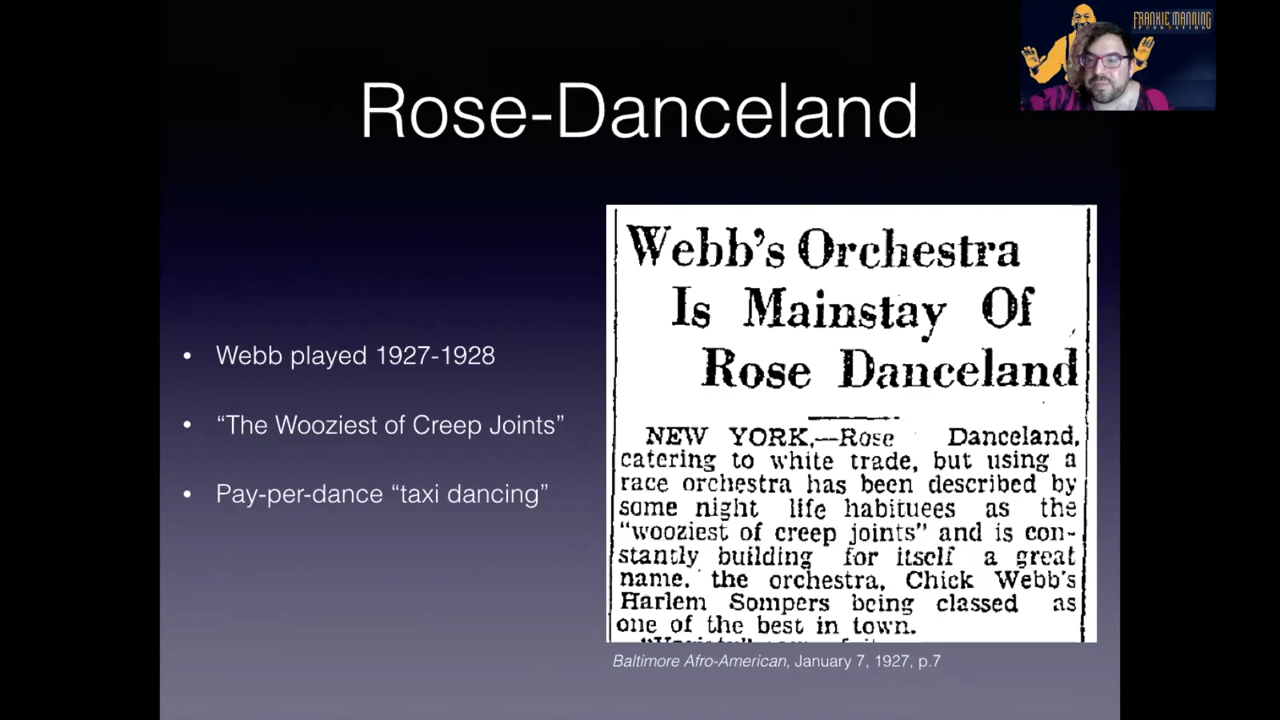 FRANKIE MANNING
Rose-Danceland
• Webb played 1927-1928
• “The Wooziest of Creep Joints”
• Pay-per-dance “taxi dancing”
Webb's Orchestra
Is Mainstay Of
Rose Danceland
NEW YORK,—Rose Danceland,
catering to white trade, but using a
race orchestra has been described by
some night life habituees as the
“wooziest of creep joints” and is con-
stantly building for itself a great
name, the orchestra, Chick Webb's
Harlem Sompers being classed as
one of the best in town.
Baltimore Afro-American, January 7, 1927, p.7